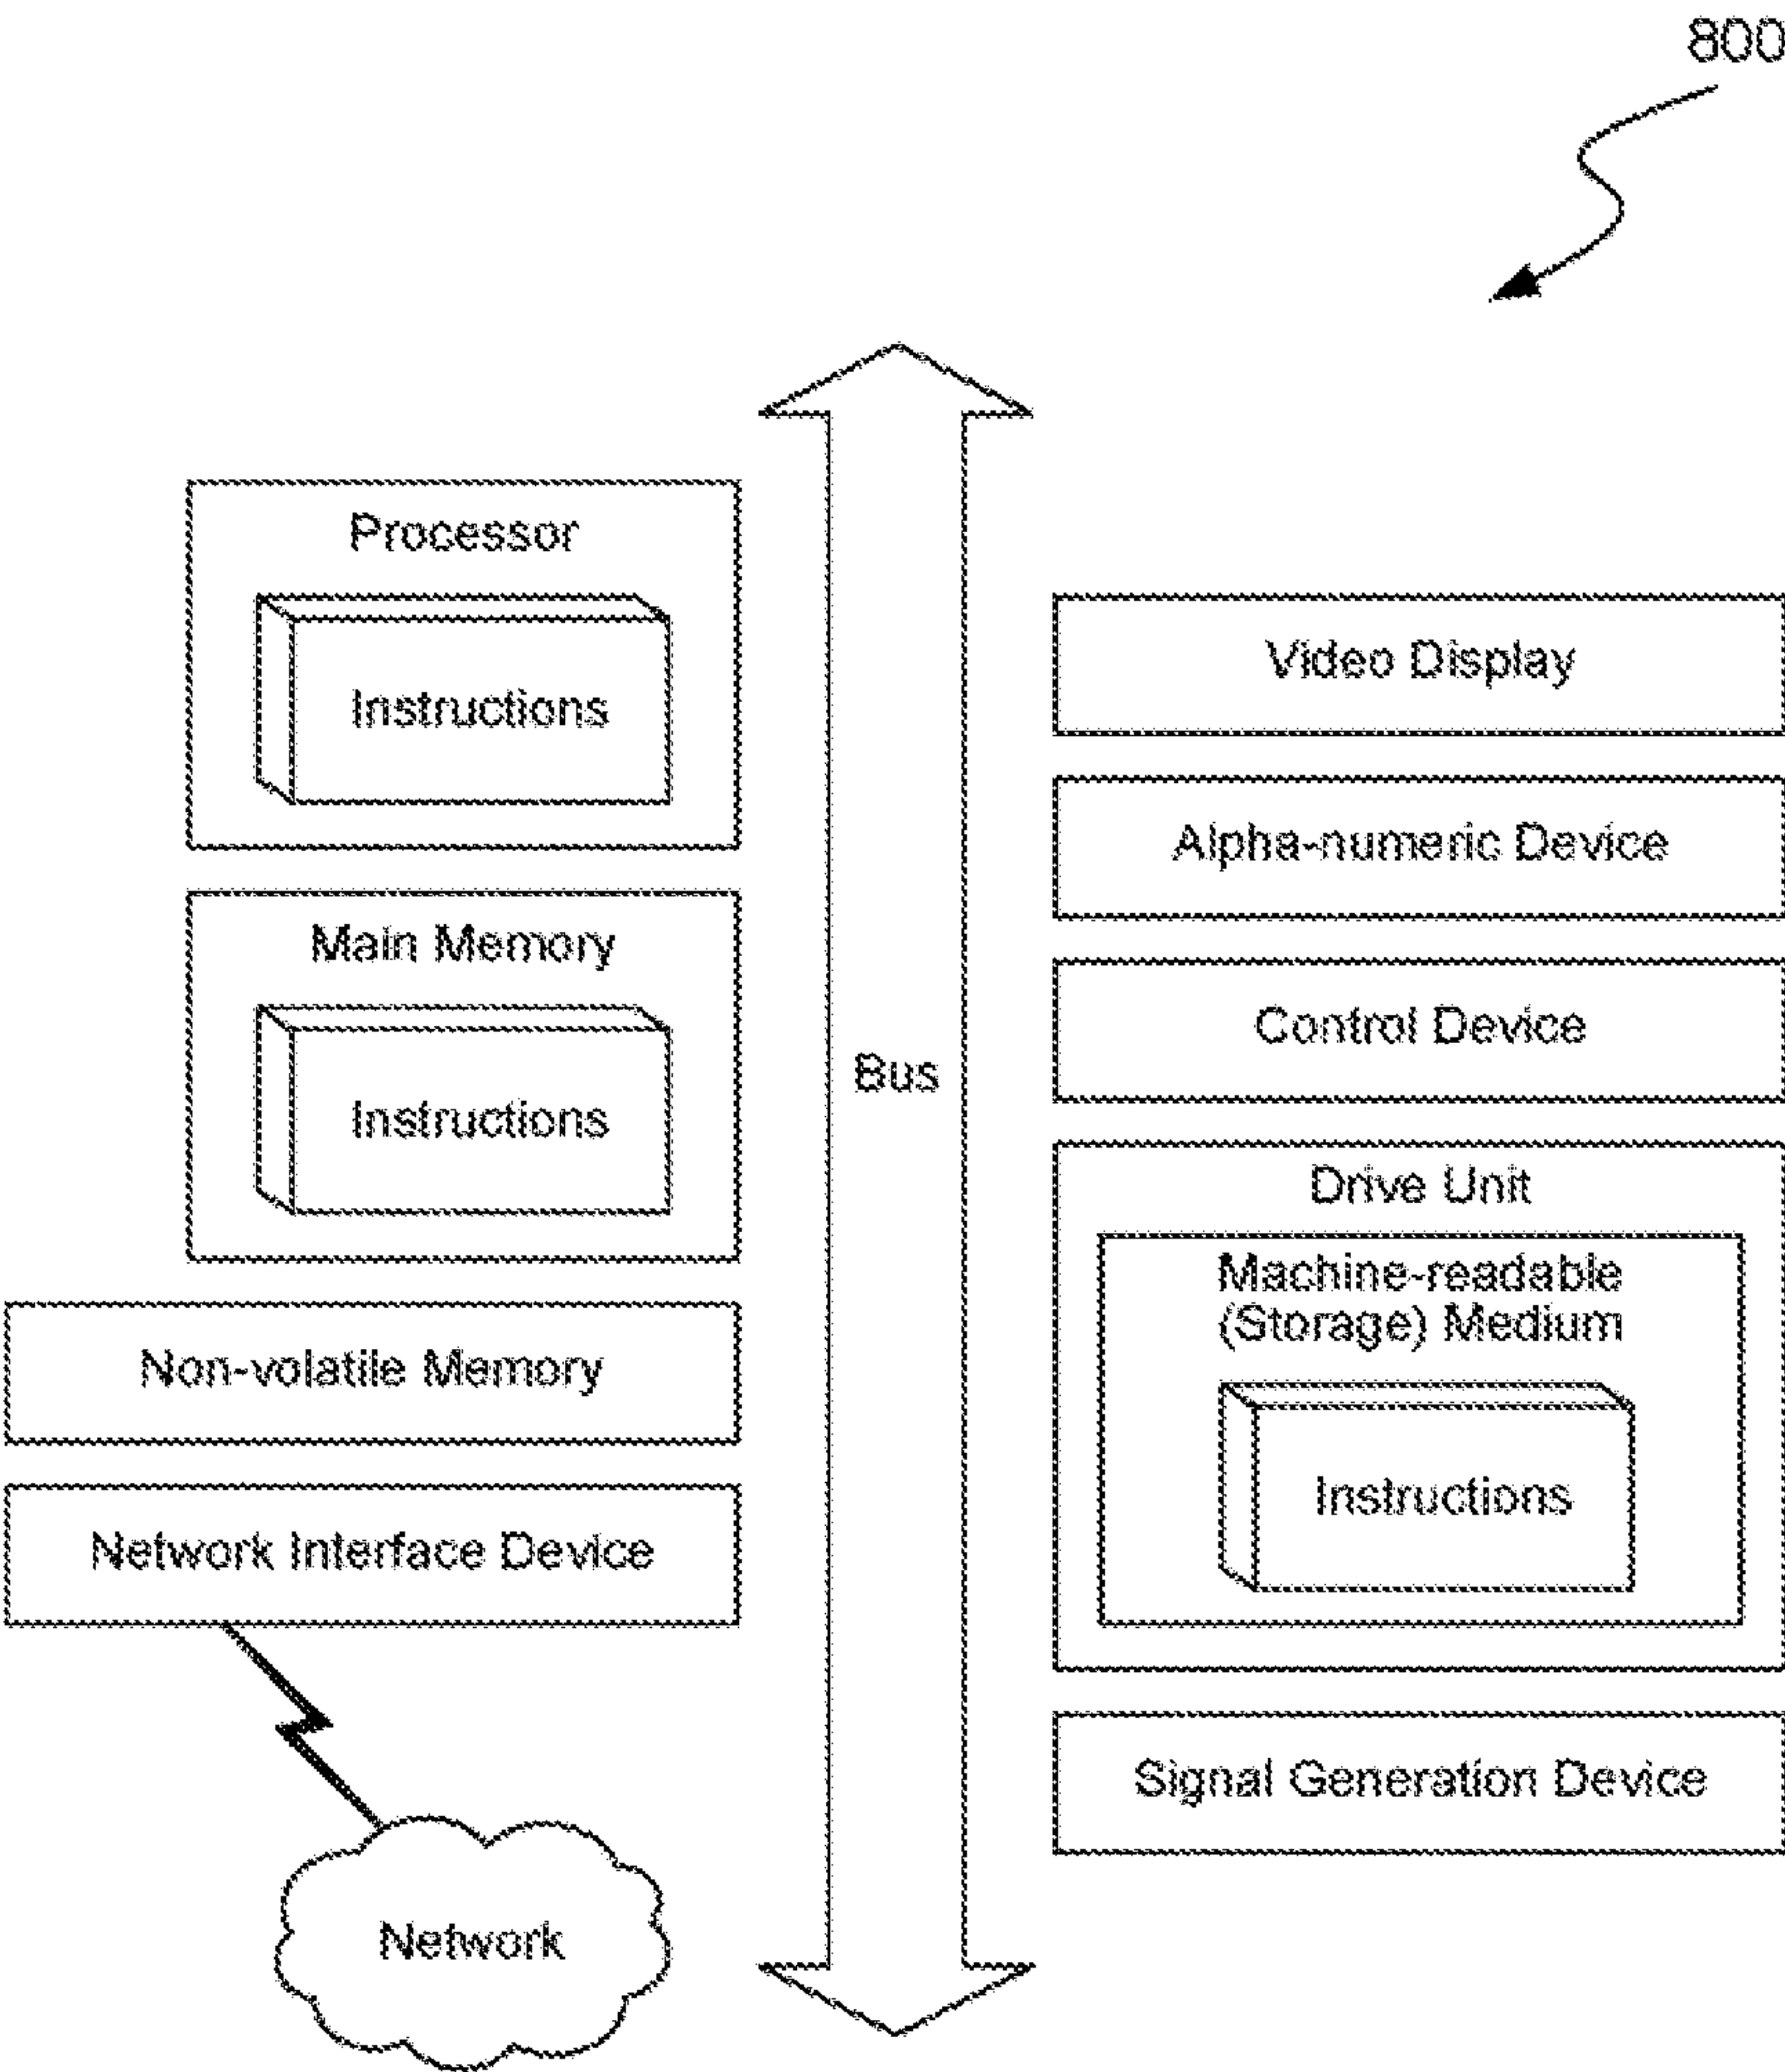 800
Processor
Instructions
Main Memory
Instructions
Non-volatile Memory
Network Interface Device
Network
Bus
Video Display
Alpha-numeric Device
Control Device
Drive Unit
Machine-readable
(Storage) Medium
Instructions
Signal Generation Device